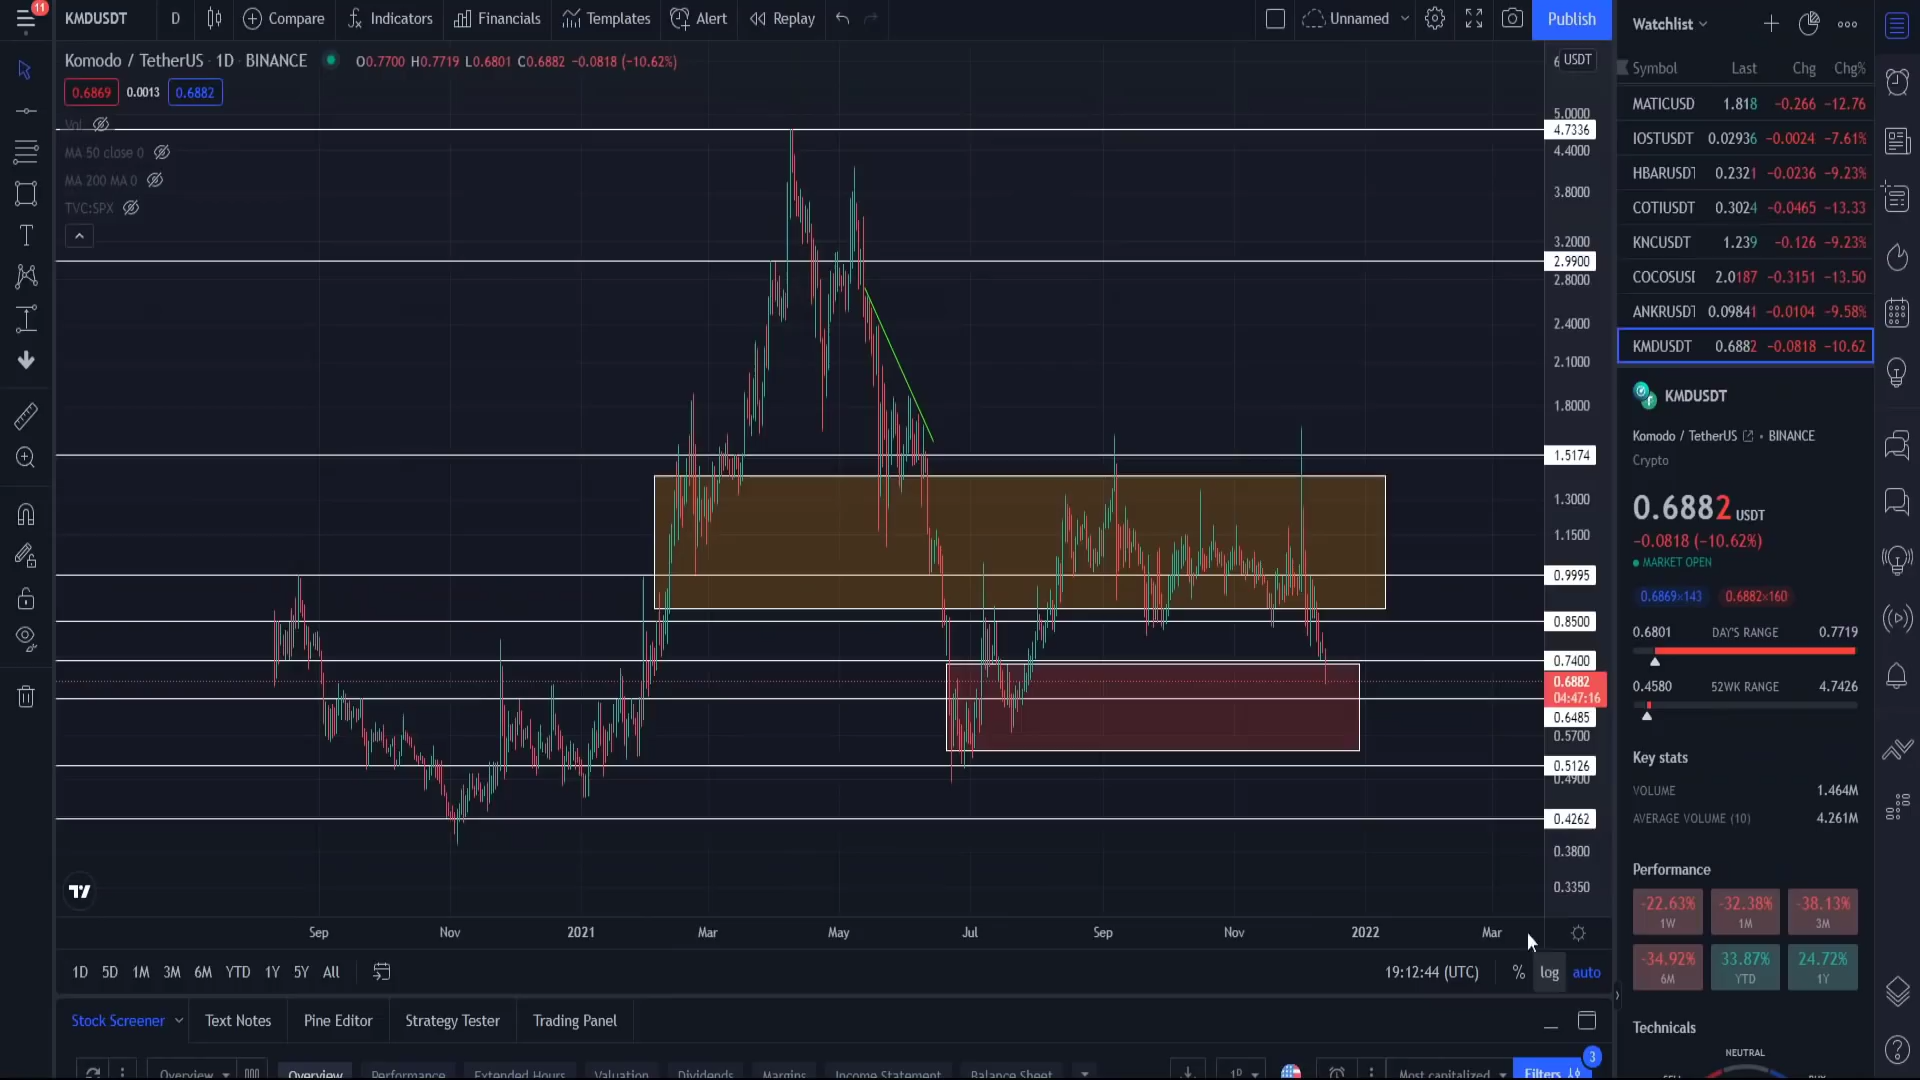 11
KMDUSDT
D
Compare
Indicators
Financials
Templates
Alert
Replay
Unnamed
Publish
Komodo / TetherUS · 1D · BINANCE
O0.7700 H0.7719 L0.6801 C0.6882 −0.0818 (−10.62%)
0.6869
0.0013
0.6882
Vol
MA 50 close 0
MA 200 MA 0
TVC:SPX
USDT
5.0000
4.7336
4.4000
3.8000
3.2000
2.9900
2.8000
2.4000
2.1000
1.8000
1.5174
1.3000
1.1500
0.9995
0.8500
0.7400
0.6882
04:47:16
0.6485
0.5700
0.5126
0.4900
0.4262
0.3800
0.3350
Sep
Nov
2021
Mar
May
Jul
Sep
Nov
2022
Mar
1D
5D
1M
3M
6M
YTD
1Y
5Y
All
19:12:44 (UTC)
%
log
auto
Stock Screener
Text Notes
Pine Editor
Strategy Tester
Trading Panel
Overview
Overview
Performance
Extended Hours
Valuation
Dividends
Margins
Income Statement
Balance Sheet
1D
Most capitalized
Filters
3
Watchlist
Symbol Last Chg Chg%
MATICUSD 1.818 −0.266 −12.76
IOSTUSDT 0.02936 −0.0024 −7.61%
HBARUSDT 0.2321 −0.0236 −9.23%
COTIUSDT 0.3024 −0.0465 −13.33
KNCUSDT 1.239 −0.126 −9.23%
COCOSUSI 2.0187 −0.3151 −13.50
ANKRUSDT 0.09841 −0.0104 −9.58%
KMDUSDT 0.6882 −0.0818 −10.62
KMDUSDT
Komodo / TetherUS • BINANCE
Crypto
0.6882 USDT
−0.0818 (−10.62%)
MARKET OPEN
0.6869×143 0.6882×160
0.6801 DAY'S RANGE 0.7719
0.4580 52WK RANGE 4.7426
Key stats
VOLUME 1.464M
AVERAGE VOLUME (10) 4.261M
Performance
-22.63% -32.38% -38.13%
1W 1M 3M
-34.92% 33.87% 24.72%
6M YTD 1Y
Technicals
NEUTRAL